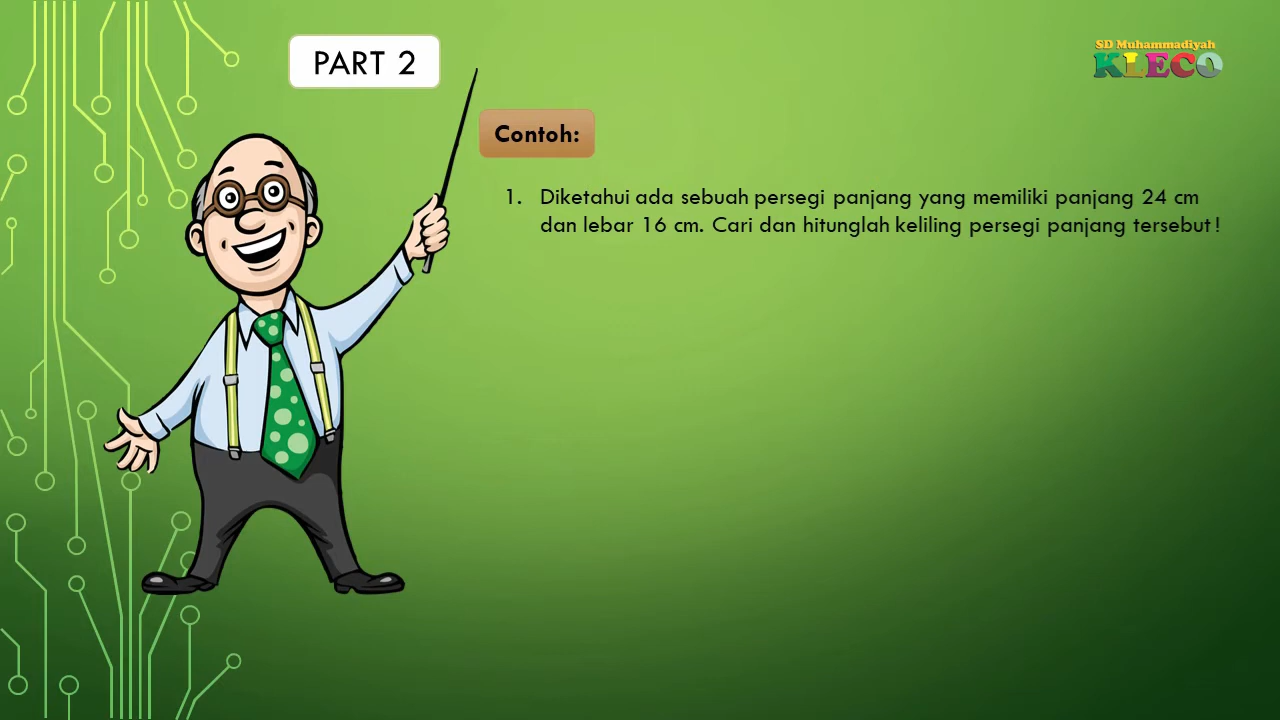 PART 2
SD Muhammadiyah
KLECO
Contoh:
1. Diketahui ada sebuah persegi panjang yang memiliki panjang 24 cm
dan lebar 16 cm. Cari dan hitunglah keliling persegi panjang tersebut!